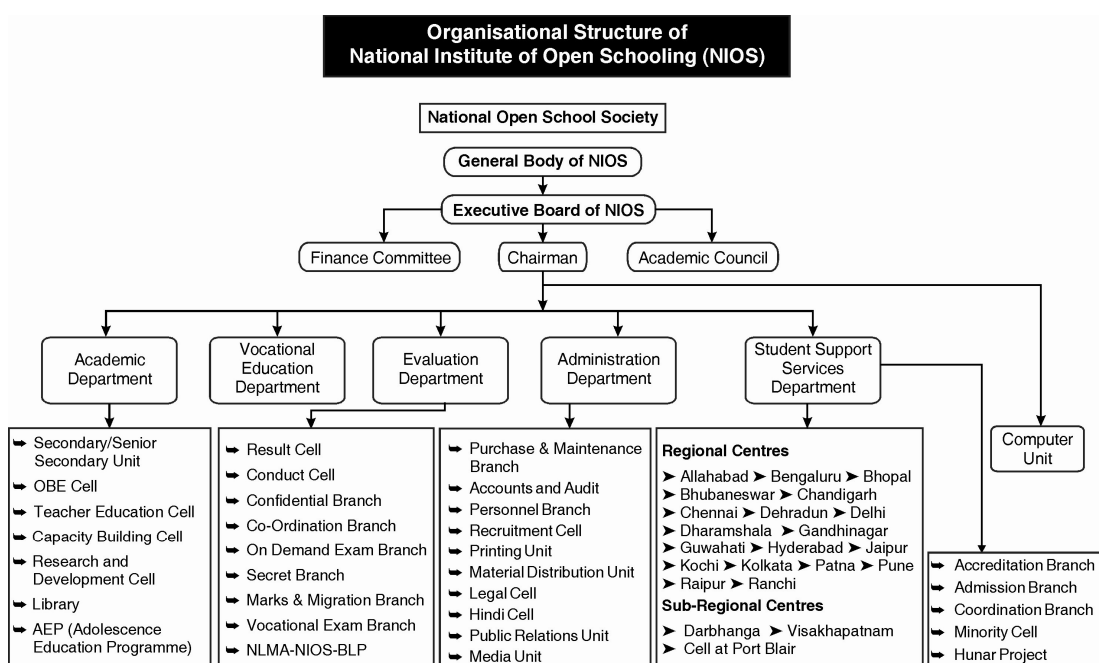 Organisational Structure of
National Institute of Open Schooling (NIOS)
National Open School Society
General Body of NIOS
Executive Board of NIOS
Finance Committee
Chairman
Academic Council
Academic
Department
Vocational
Education
Department
Evaluation
Department
Administration
Department
Student Support
Services
Department
Computer
Unit
Secondary/Senior
Secondary Unit
OBE Cell
Teacher Education Cell
Capacity Building Cell
Research and
Development Cell
Library
AEP (Adolescence
Education Programme)
Result Cell
Conduct Cell
Confidential Branch
Co-Ordination Branch
On Demand Exam Branch
Secret Branch
Marks & Migration Branch
Vocational Exam Branch
NLMA-NIOS-BLP
Purchase & Maintenance
Branch
Accounts and Audit
Personnel Branch
Recruitment Cell
Printing Unit
Material Distribution Unit
Legal Cell
Hindi Cell
Public Relations Unit
Media Unit
Regional Centres
➤ Allahabad ➤ Bengaluru ➤ Bhopal
➤ Bhubaneswar ➤ Chandigarh
➤ Chennai ➤ Dehradun ➤ Delhi
➤ Dharamshala ➤ Gandhinagar
➤ Guwahati ➤ Hyderabad ➤ Jaipur
➤ Kochi ➤ Kolkata ➤ Patna ➤ Pune
➤ Raipur ➤ Ranchi
Sub-Regional Centres
➤ Darbhanga ➤ Visakhapatnam
➤ Cell at Port Blair
Accreditation Branch
Admission Branch
Coordination Branch
Minority Cell
Hunar Project